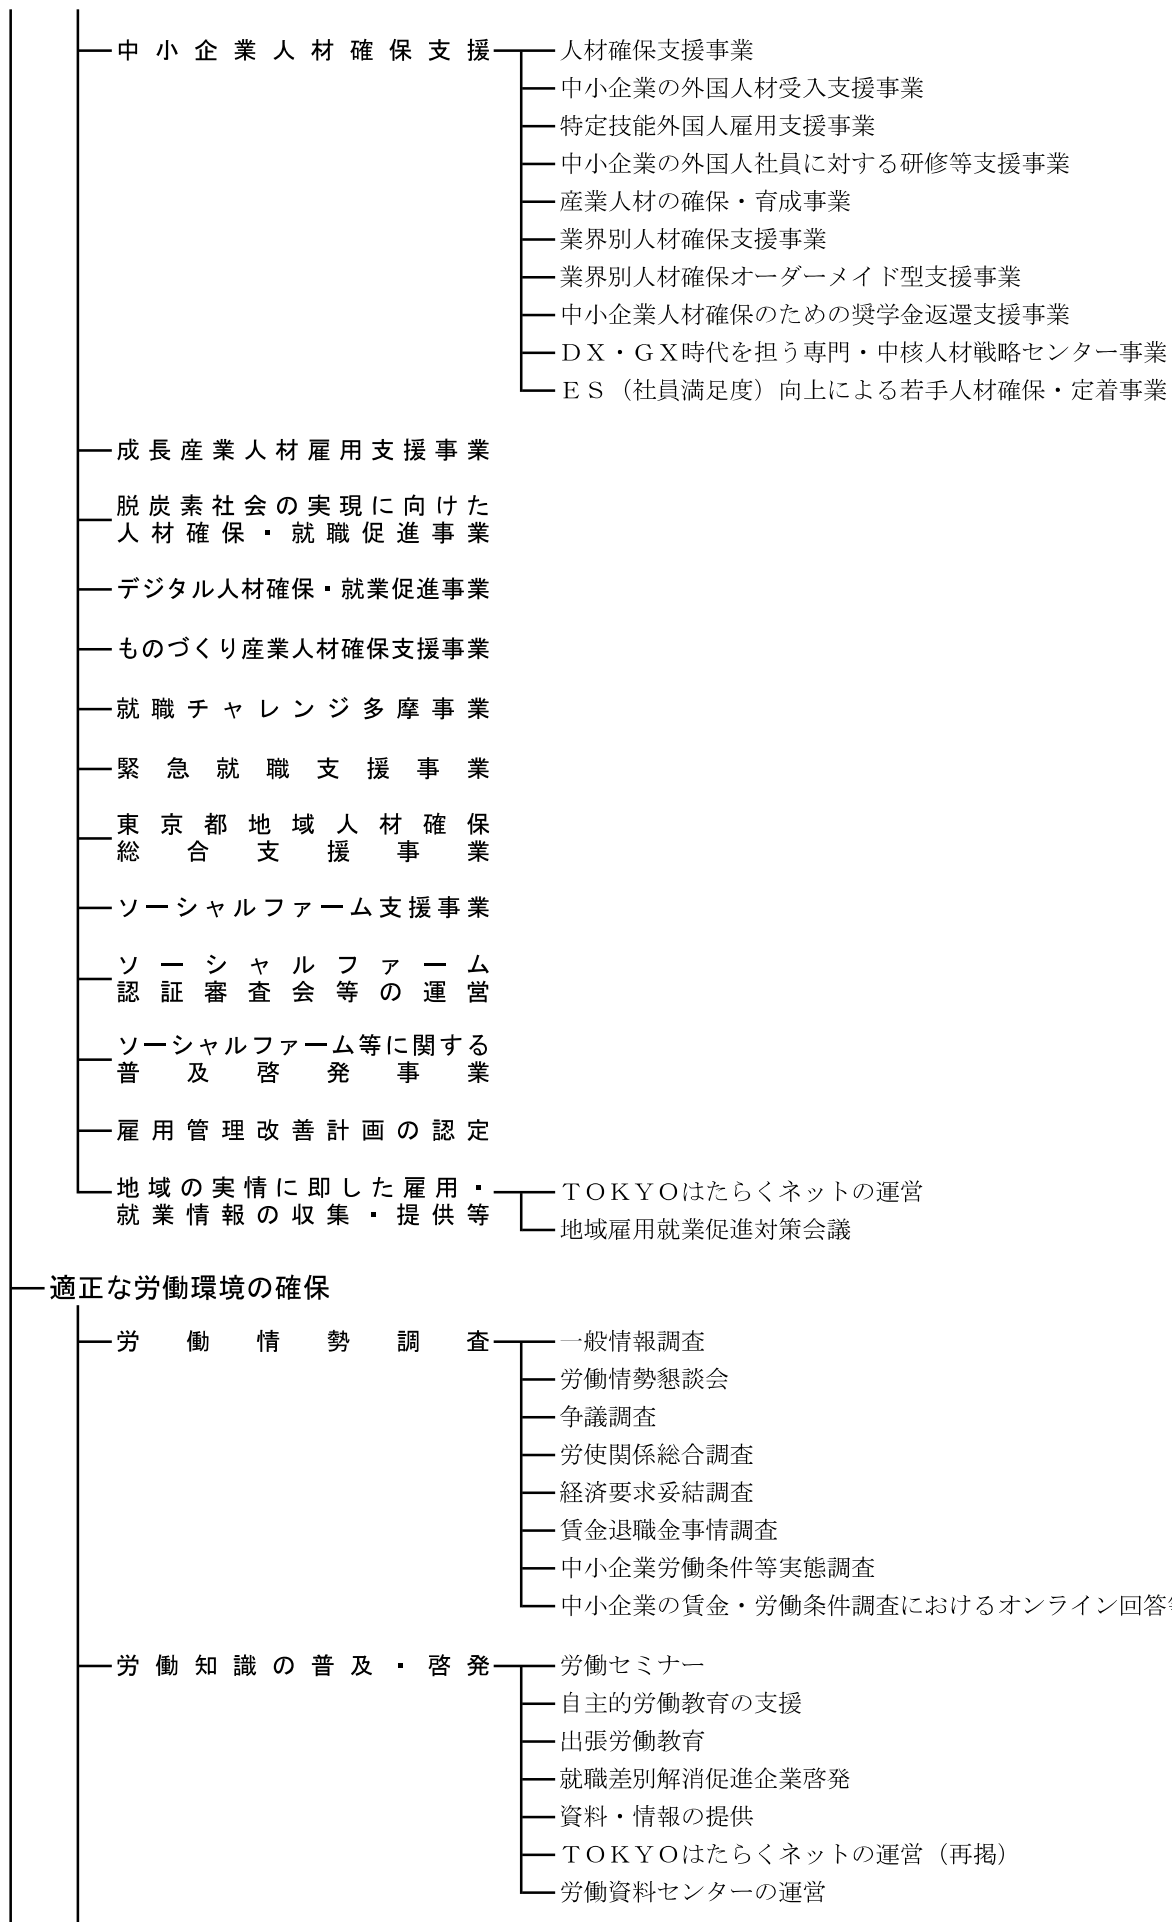 中小企業人材確保支援
人材確保支援事業
中小企業の外国人材受入支援事業
特定技能外国人雇用支援事業
中小企業の外国人社員に対する研修等支援事業
産業人材の確保・育成事業
業界別人材確保支援事業
業界別人材確保オーダーメイド型支援事業
中小企業人材確保のための奨学金返還支援事業
ＤＸ・ＧＸ時代を担う専門・中核人材戦略センター事業
ＥＳ（社員満足度）向上による若手人材確保・定着事業
成長産業人材雇用支援事業
脱炭素社会の実現に向けた
人材確保・就職促進事業
デジタル人材確保・就業促進事業
ものづくり産業人材確保支援事業
就職チャレンジ多摩事業
緊急就職支援事業
東京都地域人材確保
総合支援事業
ソーシャルファーム支援事業
ソーシャルファーム
認証審査会等の運営
ソーシャルファーム等に関する
普及啓発事業
雇用管理改善計画の認定
地域の実情に即した雇用・
就業情報の収集・提供等
ＴＯＫＹＯはたらくネットの運営
地域雇用就業促進対策会議
適正な労働環境の確保
労働情勢調査
一般情報調査
労働情勢懇談会
争議調査
労使関係総合調査
経済要求妥結調査
賃金退職金事情調査
中小企業労働条件等実態調査
中小企業の賃金・労働条件調査におけるオンライン回答
労働知識の普及・啓発
労働セミナー
自主的労働教育の支援
出張労働教育
就職差別解消促進企業啓発
資料・情報の提供
ＴＯＫＹＯはたらくネットの運営（再掲）
労働資料センターの運営